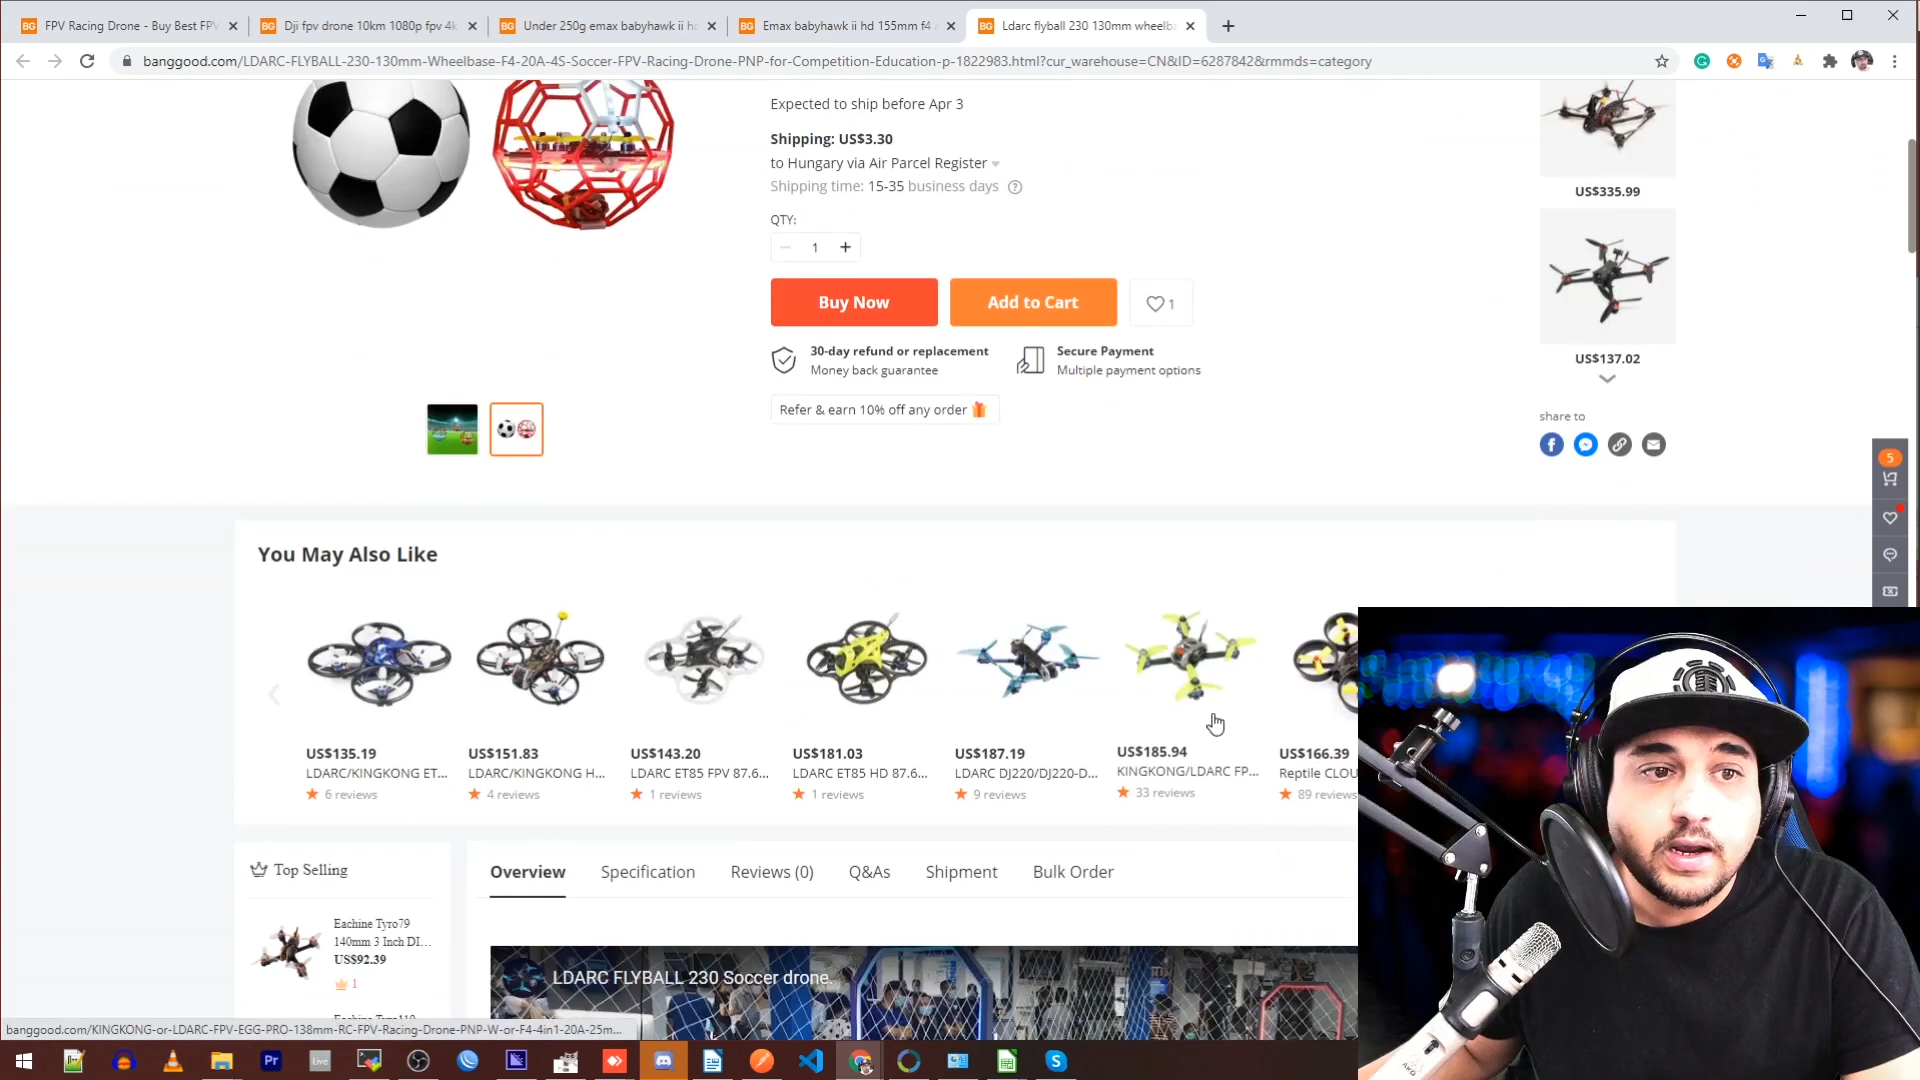 FPV Racing Drone - Buy Best FPV
Dji fpv drone 10km 1080p fpv 4k
Under 250g emax babyhawk ii hd
Emax babyhawk ii hd 155mm f4
Ldarc flyball 230 130mm wheelba
banggood.com/LDARC-FLYBALL-230-130mm-Wheelbase-F4-20A-4S-Soccer-FPV-Racing-Drone-PNP-for-Competition-Education-p-1822983.html?cur_warehouse=CN&ID=6287842&rmmds=category
Expected to ship before Apr 3
Shipping: US$3.30
to Hungary via Air Parcel Register
Shipping time: 15-35 business days
QTY:
1
Buy Now
Add to Cart
1
30-day refund or replacement
Money back guarantee
Secure Payment
Multiple payment options
Refer & earn 10% off any order
US$335.99
US$137.02
share to
5
You May Also Like
US$135.19
LDARC/KINGKONG ET...
6 reviews
US$151.83
LDARC/KINGKONG H...
4 reviews
US$143.20
LDARC ET85 FPV 87.6...
1 reviews
US$181.03
LDARC ET85 HD 87.6...
1 reviews
US$187.19
LDARC DJ220/DJ220-D...
9 reviews
US$185.94
KINGKONG/LDARC FP...
33 reviews
US$166.39
Reptile CLOU
89 reviews
Top Selling
Eachine Tyro79
140mm 3 Inch DI...
US$92.39
1
Overview
Specification
Reviews (0)
Q&As
Shipment
Bulk Order
LDARC FLYBALL 230 Soccer drone.
banggood.com/KINGKONG-or-LDARC-FPV-EGG-PRO-138mm-RC-FPV-Racing-Drone-PNP-W-or-F4-4in1-20A-25m...